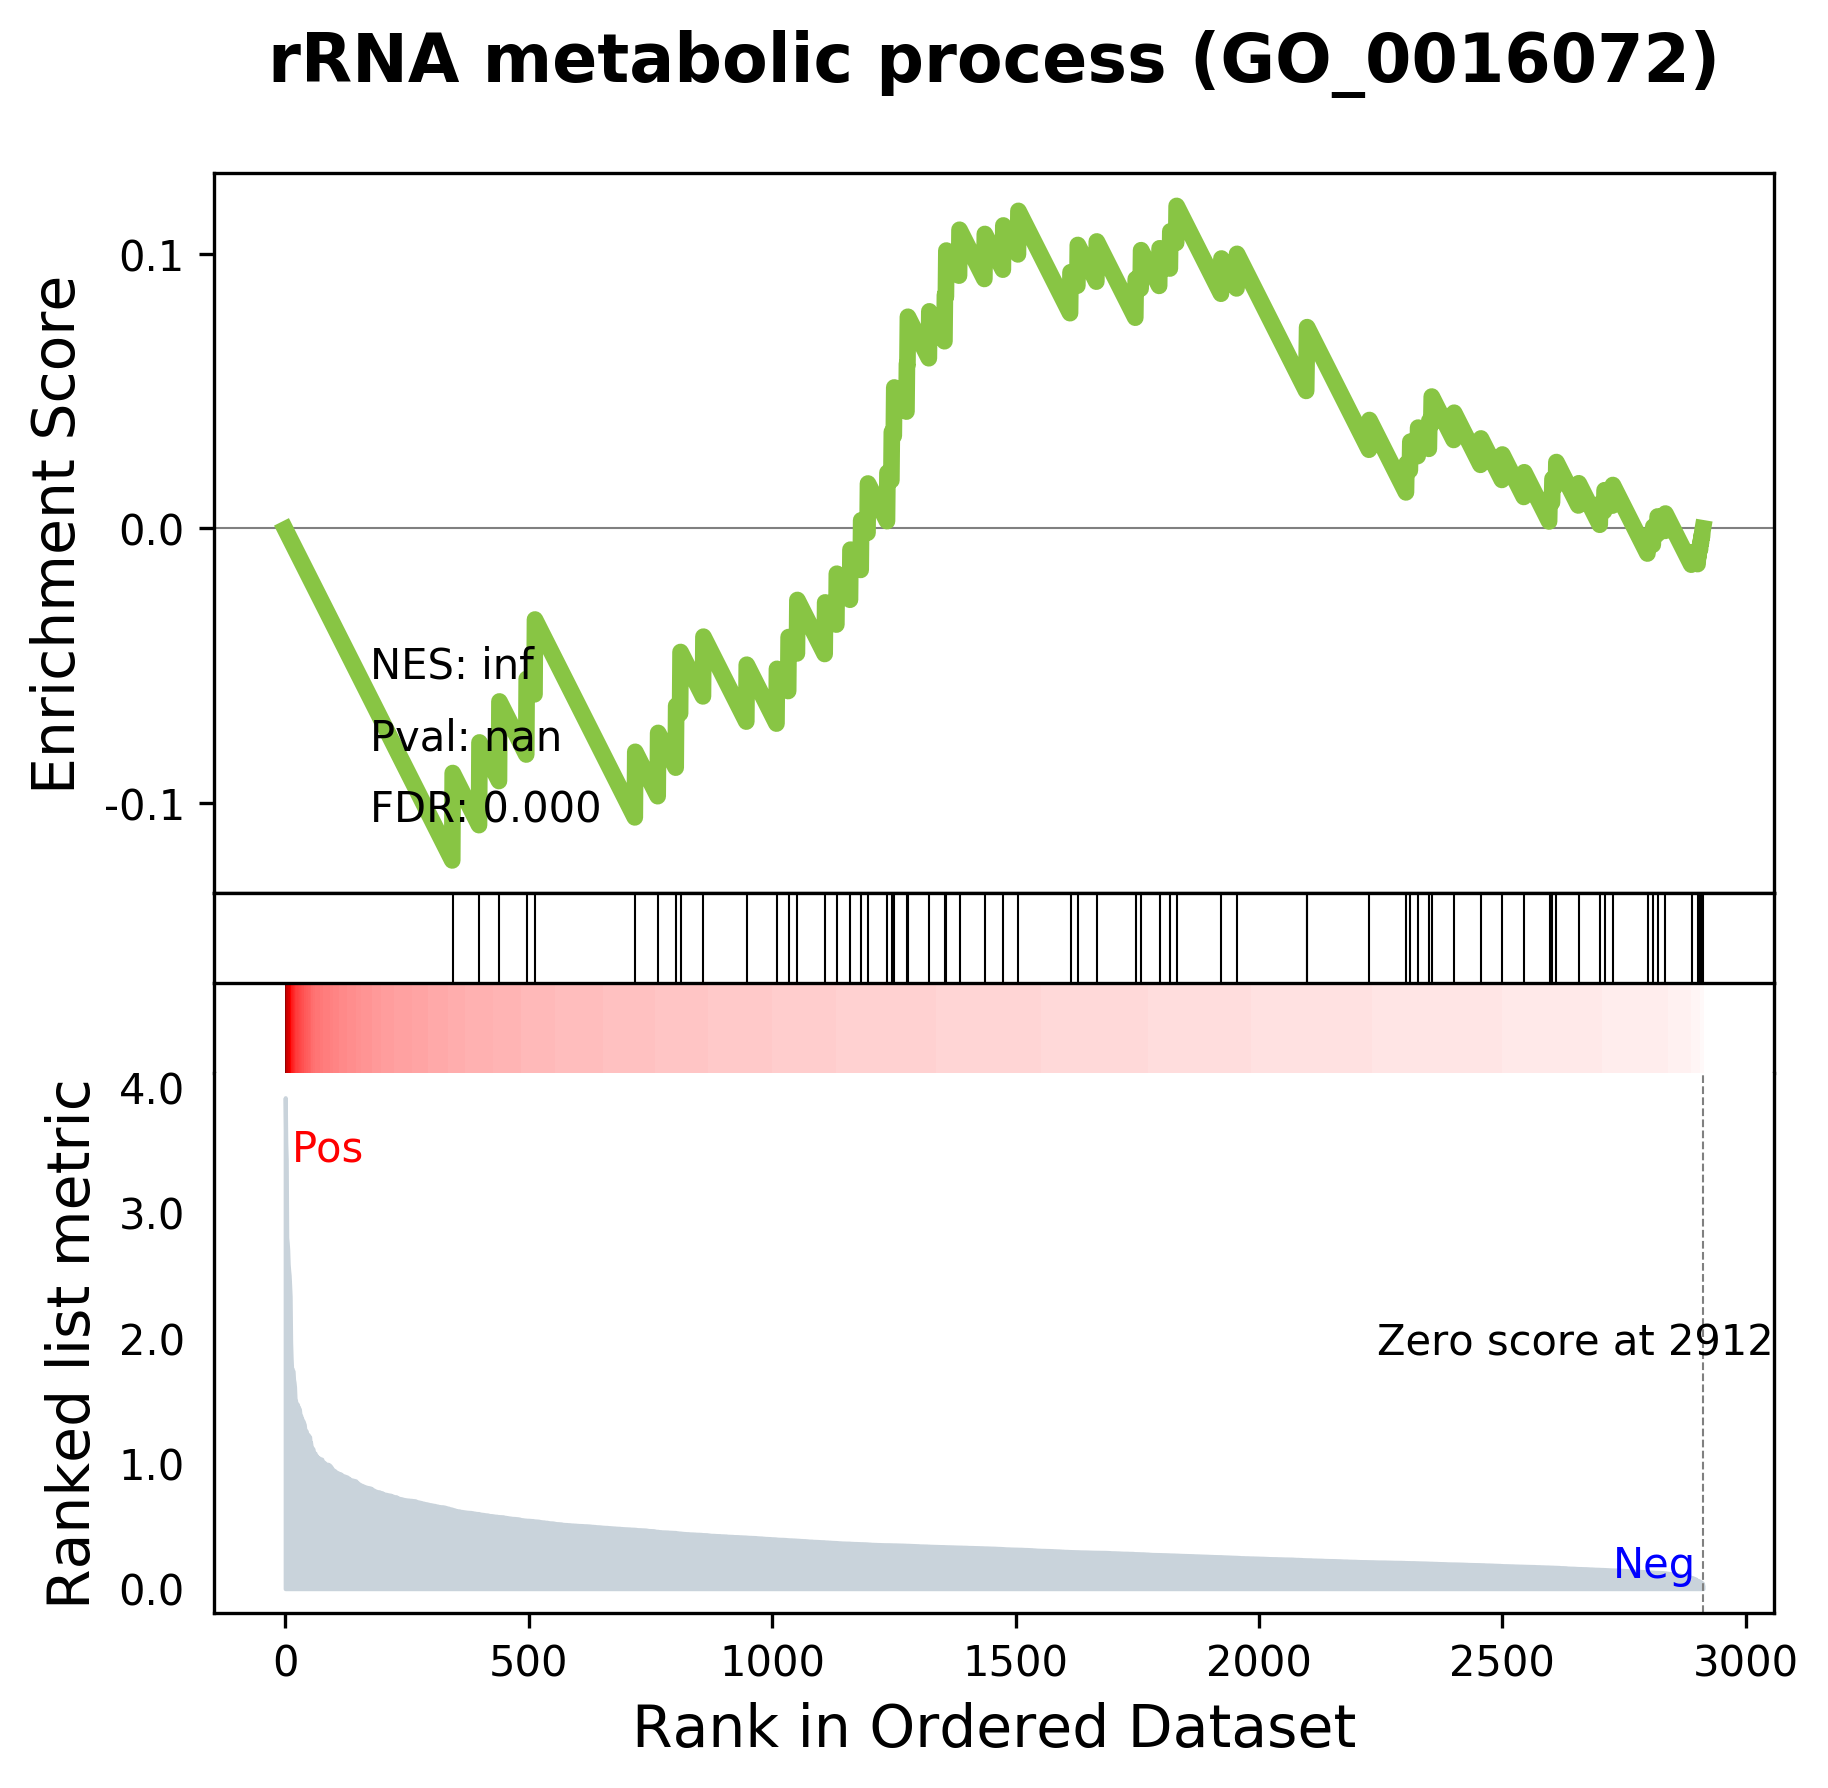 rRNA metabolic process (GO_0016072)
Enrichment Score
0.1
0.0
-0.1
NES: inf
Pval: nan
FDR: 0.000
Ranked list metric
4.0
3.0
2.0
1.0
0.0
Pos
Zero score at 2912
Neg
0 500 1000 1500 2000 2500 3000
Rank in Ordered Dataset